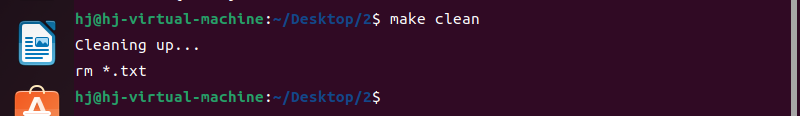 hj@hj-virtual-machine:~/Desktop/2$ make clean
Cleaning up...
rm *.txt
hj@hj-virtual-machine:~/Desktop/2$